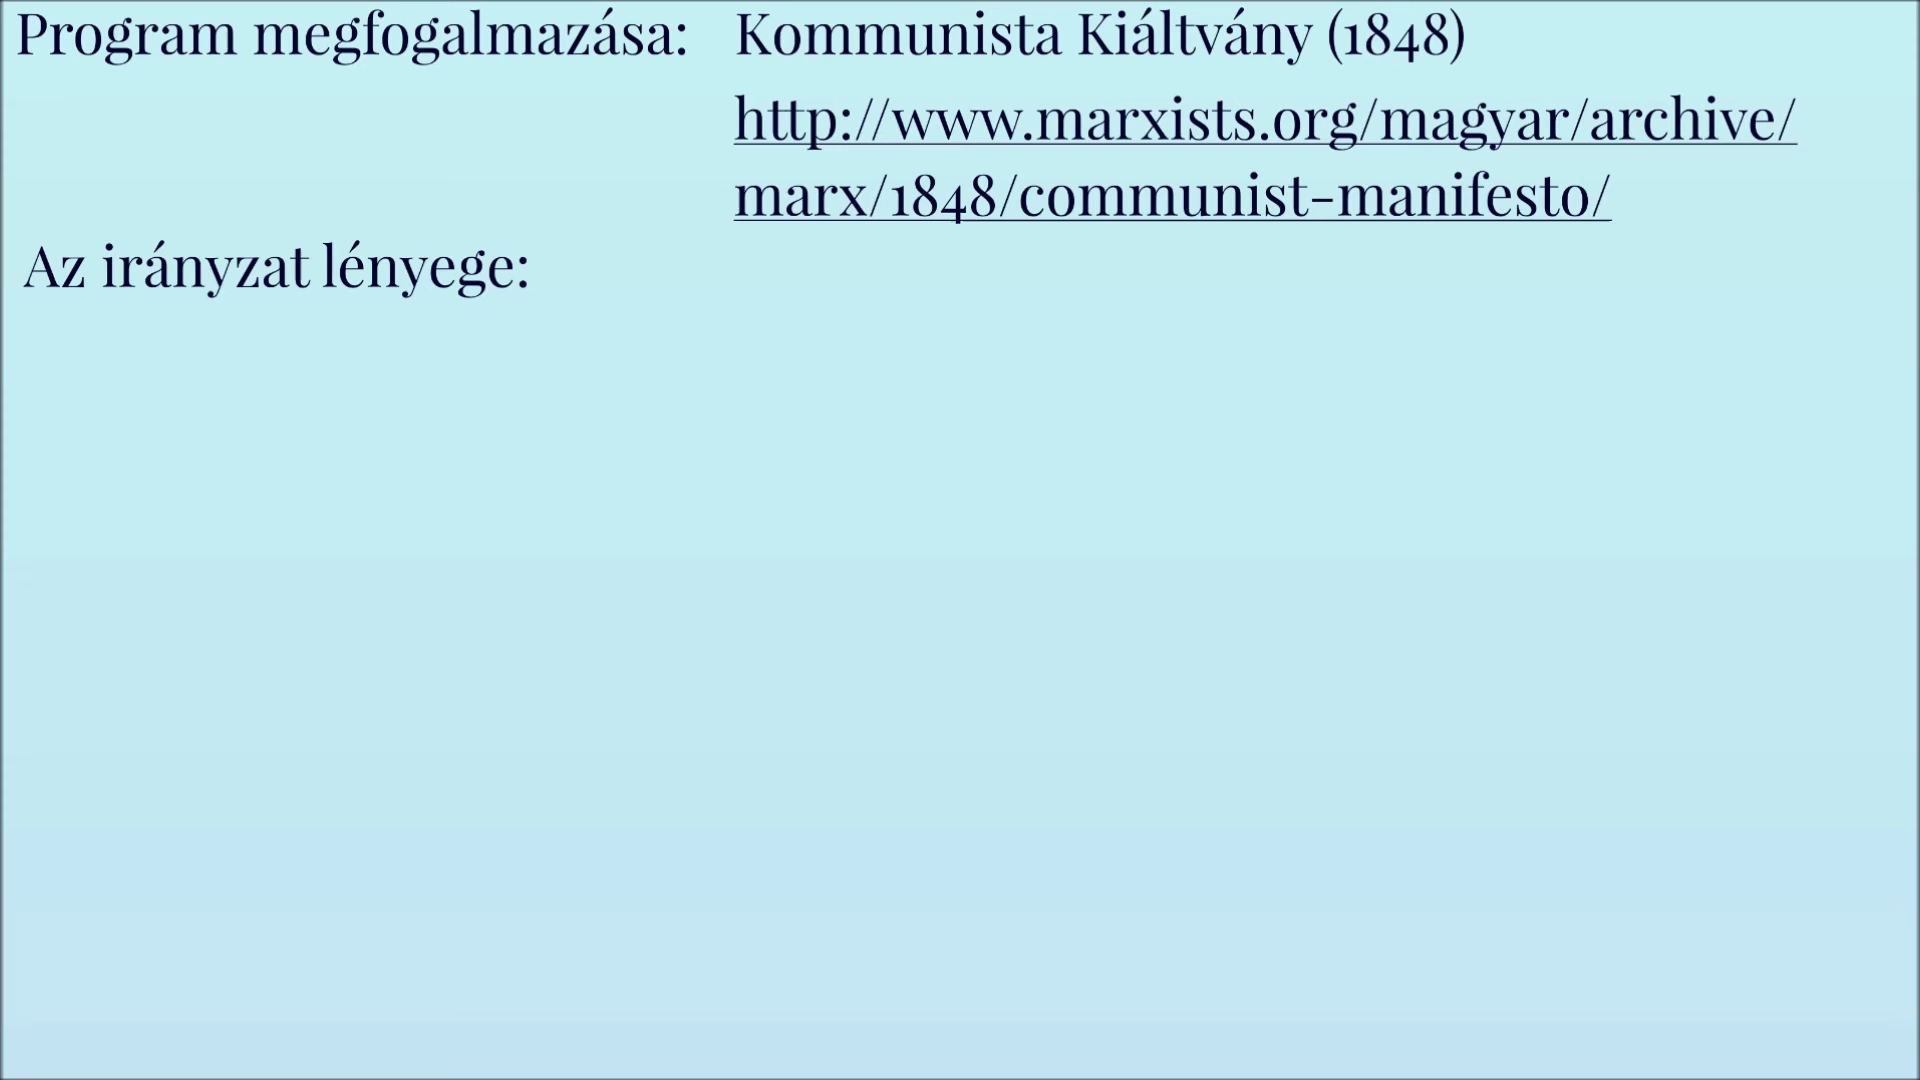 Program megfogalmazása: Kommunista Kiáltvány (1848)
http://www.marxists.org/magyar/archive/
marx/1848/communist-manifesto/
Az irányzat lényege: